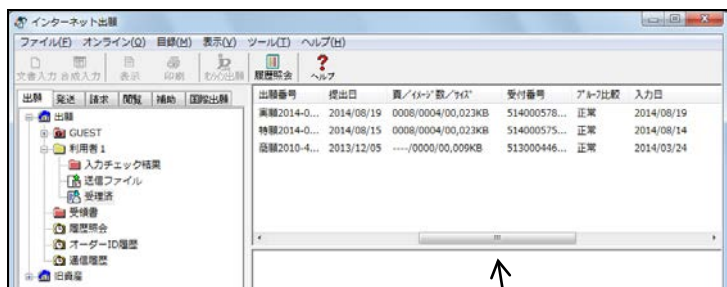 インターネット出願
ファイル(F) オンライン(O) 目録(M) 表示(V) ツール(T) ヘルプ(H)
文書入力 合成入力 表示 印刷 履歴照会 ヘルプ
出願 発送 請求 閲覧 補助 国際出願
出願番号 提出日 頁/イメージ数/サイズ 受付番号 プルーフ比較 入力日
実願2014-0... 2014/08/19 0008/0004/00,023KB 514000578... 正常 2014/08/19
特願2014-0... 2014/08/15 0008/0004/00,023KB 514000575... 正常 2014/08/14
商願2010-4... 2013/12/05 ----/0000/00,009KB 513000446... 正常 2014/03/24
出願
GUEST
利用者1
入力チェック結果
送信ファイル
受理済
受領書
履歴照会
オーダーID履歴
通信履歴
旧資産